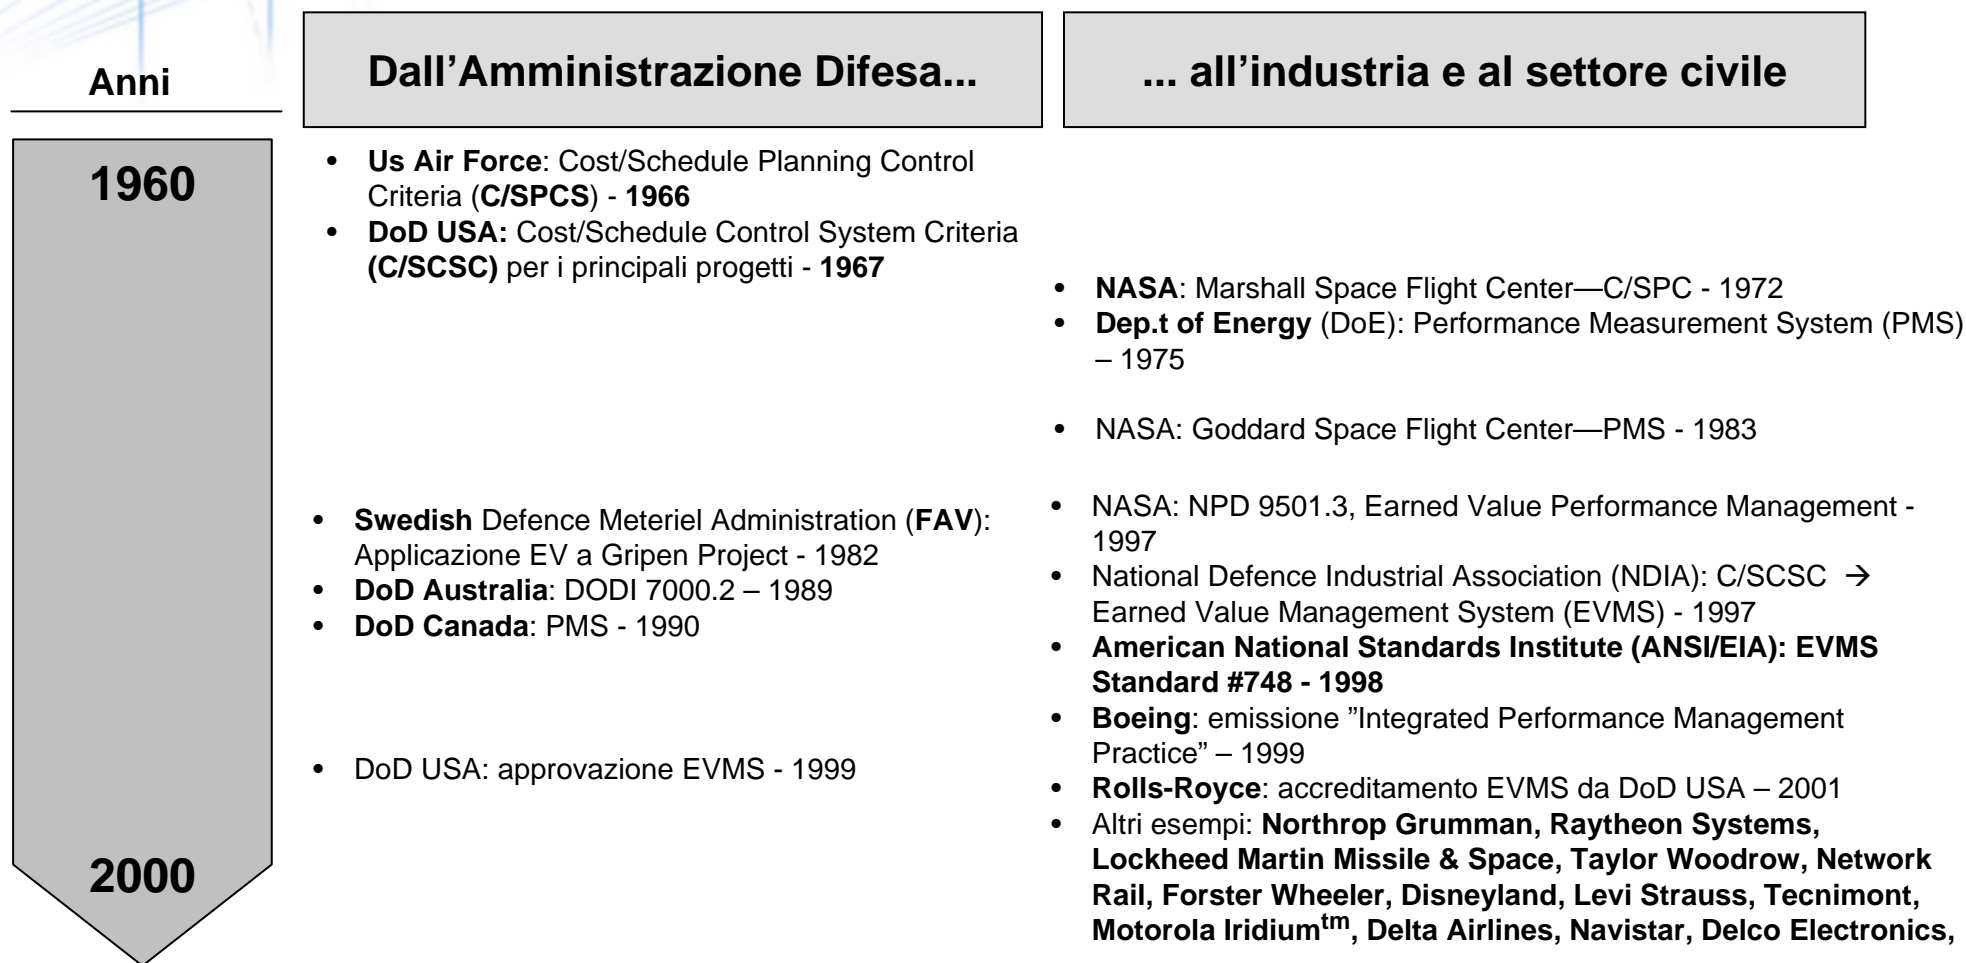 Anni
Dall’Amministrazione Difesa...
... all’industria e al settore civile
1960
2000
• Us Air Force: Cost/Schedule Planning Control
Criteria (C/SPCS) - 1966
• DoD USA: Cost/Schedule Control System Criteria
(C/SCSC) per i principali progetti - 1967
• Swedish Defence Meteriel Administration (FAV):
Applicazione EV a Gripen Project - 1982
• DoD Australia: DODI 7000.2 – 1989
• DoD Canada: PMS - 1990
• DoD USA: approvazione EVMS - 1999
• NASA: Marshall Space Flight Center—C/SPC - 1972
• Dep.t of Energy (DoE): Performance Measurement System (PMS)
– 1975
• NASA: Goddard Space Flight Center—PMS - 1983
• NASA: NPD 9501.3, Earned Value Performance Management -
1997
• National Defence Industrial Association (NDIA): C/SCSC →
Earned Value Management System (EVMS) - 1997
• American National Standards Institute (ANSI/EIA): EVMS
Standard #748 - 1998
• Boeing: emissione ”Integrated Performance Management
Practice” – 1999
• Rolls-Royce: accreditamento EVMS da DoD USA – 2001
• Altri esempi: Northrop Grumman, Raytheon Systems,
Lockheed Martin Missile & Space, Taylor Woodrow, Network
Rail, Forster Wheeler, Disneyland, Levi Strauss, Tecnimont,
Motorola Iridiumtm, Delta Airlines, Navistar, Delco Electronics,